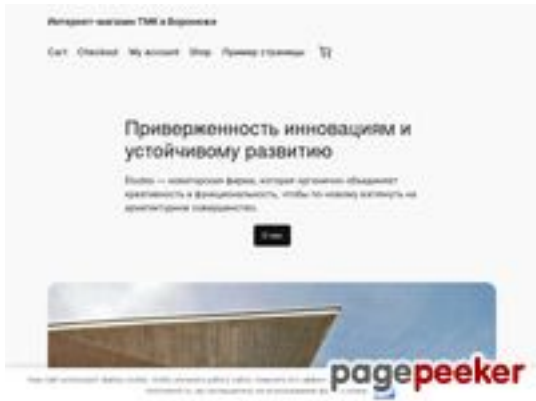 Интернет-магазин ТМК в Воронеже
Cart Checkout My account Shop Пример страницы
Приверженность инновациям и
устойчивому развитию
Études — новаторская фирма, которая органично объединяет
креативность и функциональность, чтобы по-новому взглянуть на
архитектурное совершенство.
О нас
pagepeeker